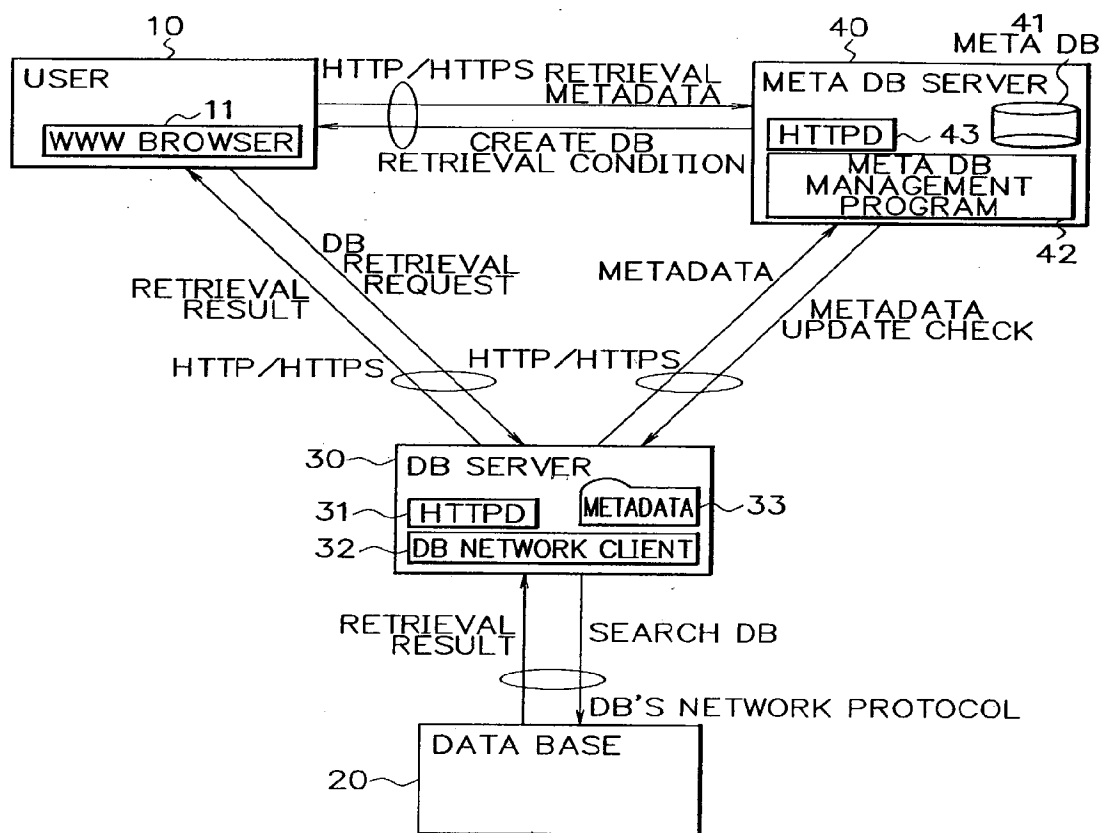 10
USER
11
WWW BROWSER
HTTP/HTTPS
RETRIEVAL
METADATA
CREATE DB
RETRIEVAL CONDITION
40
41
META DB
META DB SERVER
HTTPD
43
META DB
MANAGEMENT
PROGRAM
42
DB
RETRIEVAL
REQUEST
RETRIEVAL
RESULT
HTTP/HTTPS
METADATA
METADATA
UPDATE CHECK
HTTP/HTTPS
30
DB SERVER
31
HTTPD
METADATA
33
32
DB NETWORK CLIENT
RETRIEVAL
RESULT
SEARCH DB
DB'S NETWORK PROTOCOL
DATA BASE
20